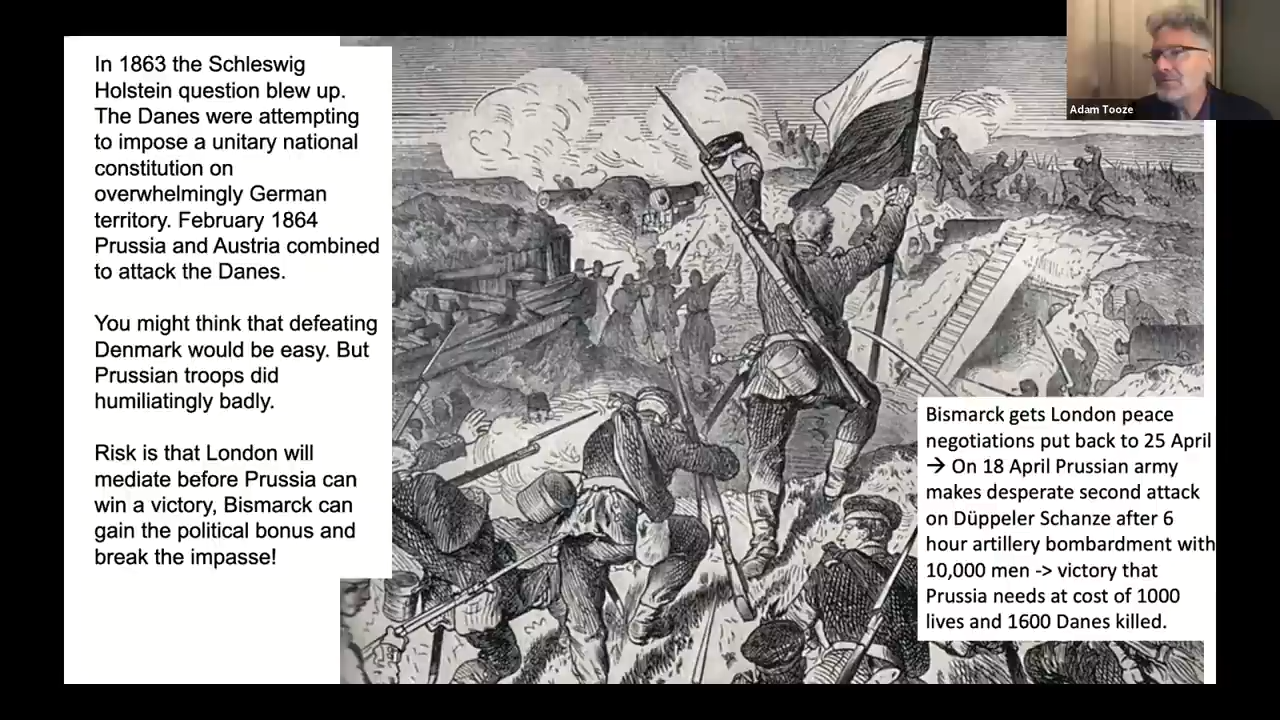 In 1863 the Schleswig
Holstein question blew up.
The Danes were attempting
to impose a unitary national
constitution on
overwhelmingly German
territory. February 1864
Prussia and Austria combined
to attack the Danes.
You might think that defeating
Denmark would be easy. But
Prussian troops did
humiliatingly badly.
Risk is that London will
mediate before Prussia can
win a victory, Bismarck can
gain the political bonus and
break the impasse!
Adam Tooze
Bismarck gets London peace
negotiations put back to 25 April
→ On 18 April Prussian army
makes desperate second attack
on Düppeler Schanze after 6
hour artillery bombardment with
10,000 men -> victory that
Prussia needs at cost of 1000
lives and 1600 Danes killed.